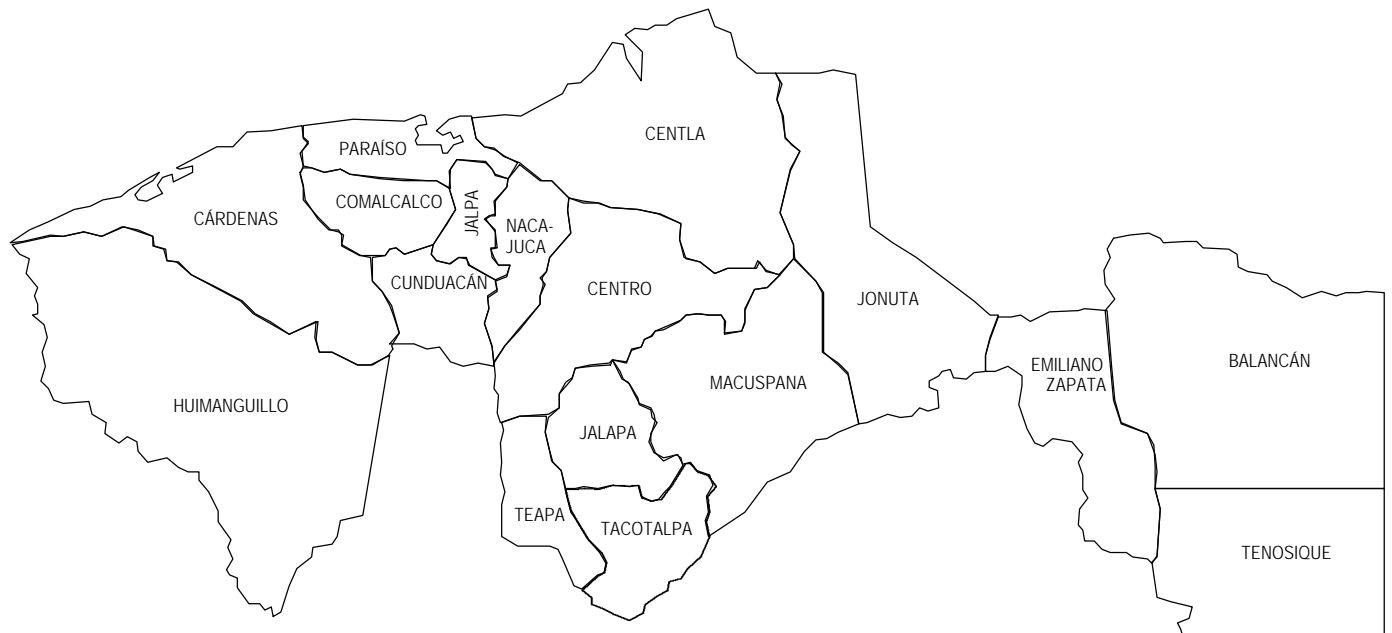 CENTLA
PARAÍSO
COMALCALCO
JALPA
CÁRDENAS
NACA-
JUCA
CUNDUACÁN
CENTRO
JONUTA
EMILIANO
ZAPATA
BALANCÁN
MACUSPANA
HUIMANGUILLO
JALAPA
TEAPA
TACOTALPA
TENOSIQUE